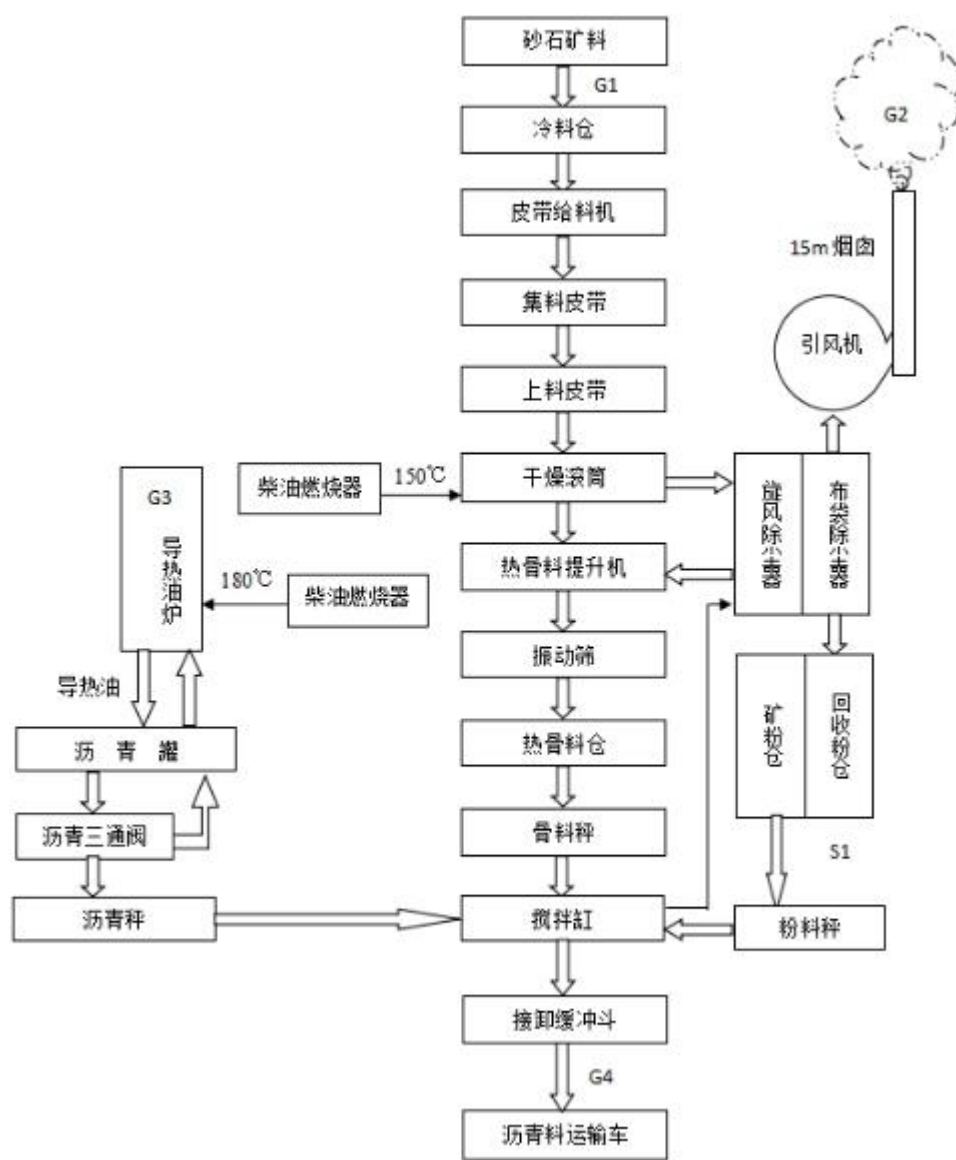 砂石矿料
G1
G2
冷料仓
皮带给料机
15m 烟囱
集料皮带
引风机
上料皮带
柴油燃烧器
150℃
干燥滚筒
旋风除尘器
布袋除尘器
G3
导热油炉
180℃
柴油燃烧器
热骨料提升机
振动筛
导热油
沥青罐
热骨料仓
矿粉仓
回收粉仓
沥青三通阀
骨料秤
S1
沥青秤
搅拌缸
粉料秤
接卸缓冲斗
G4
沥青料运输车